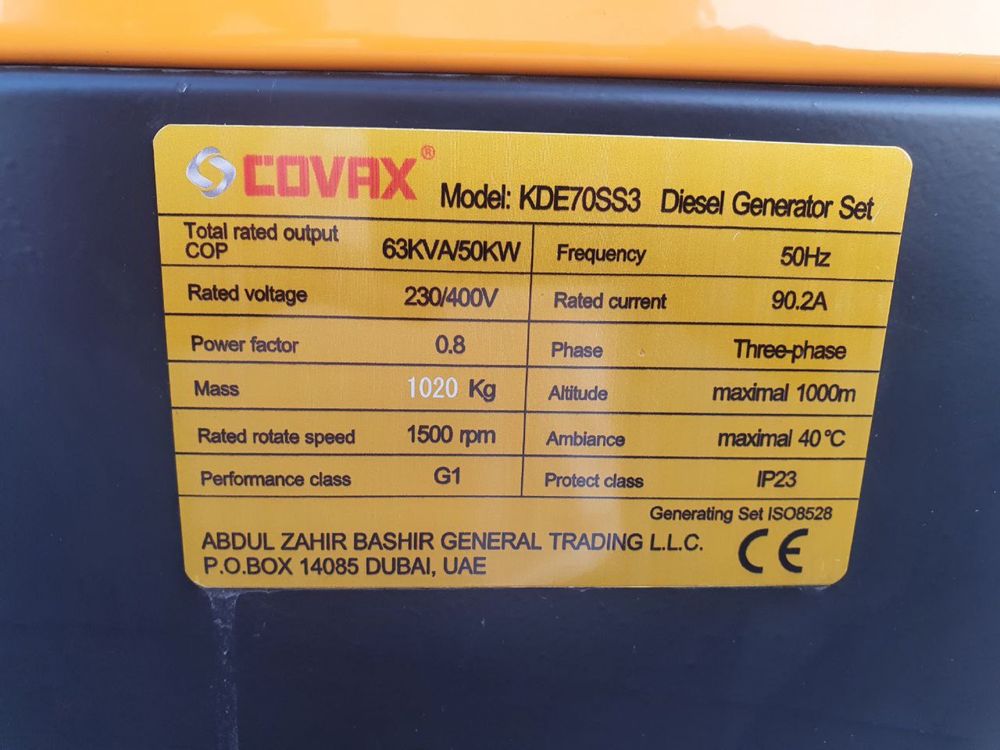 COVAX® Model: KDE70SS3 Diesel Generator Set
Total rated output COP 63KVA/50KW Frequency 50Hz
Rated voltage 230/400V Rated current 90.2A
Power factor 0.8 Phase Three-phase
Mass 1020 Kg Altitude maximal 1000m
Rated rotate speed 1500 rpm Ambiance maximal 40°C
Performance class G1 Protect class IP23
Generating Set ISO8528
ABDUL ZAHIR BASHIR GENERAL TRADING L.L.C.
P.O.BOX 14085 DUBAI, UAE
CE